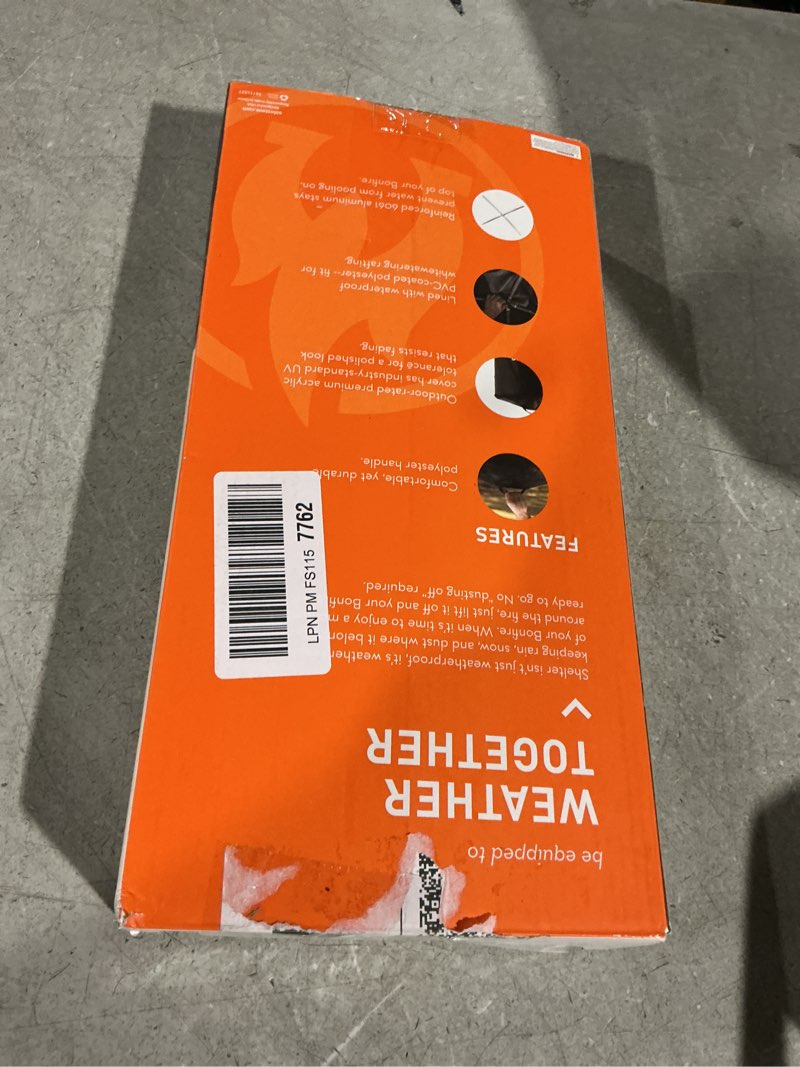 be equipped to
WEATHER
TOGETHER
Shelter isn't just weatherproof, it's
keeping rain, snow, and dust where it
of your Bonfire. When it's time to enjoy a
around the fire, just lift it off and your
ready to go. No "dusting off" required.
FEATURES
Comfortable, yet durable
polyester handle.
Outdoor-rated premium acrylic
cover has industry-standard UV
tolerance for a polished look
that resists fading.
Lined with waterproof
PVC-coated polyester-- fit for
whitewatering rafting.
Reinforced 6061 aluminum stays
prevent water from pooling on
top of your Bonfire.
LPN PM FS115 7762